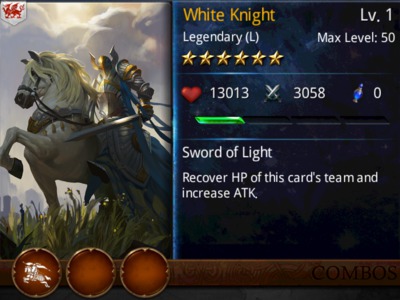 White Knight Lv. 1
Legendary (L) Max Level: 50
13013 3058 0
Sword of Light
Recover HP of this card's team and
increase ATK.
COMBOS